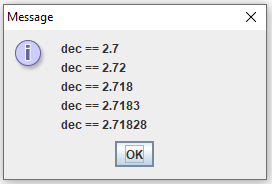 Message
dec == 2.7
dec == 2.72
dec == 2.718
dec == 2.7183
dec == 2.71828
OK